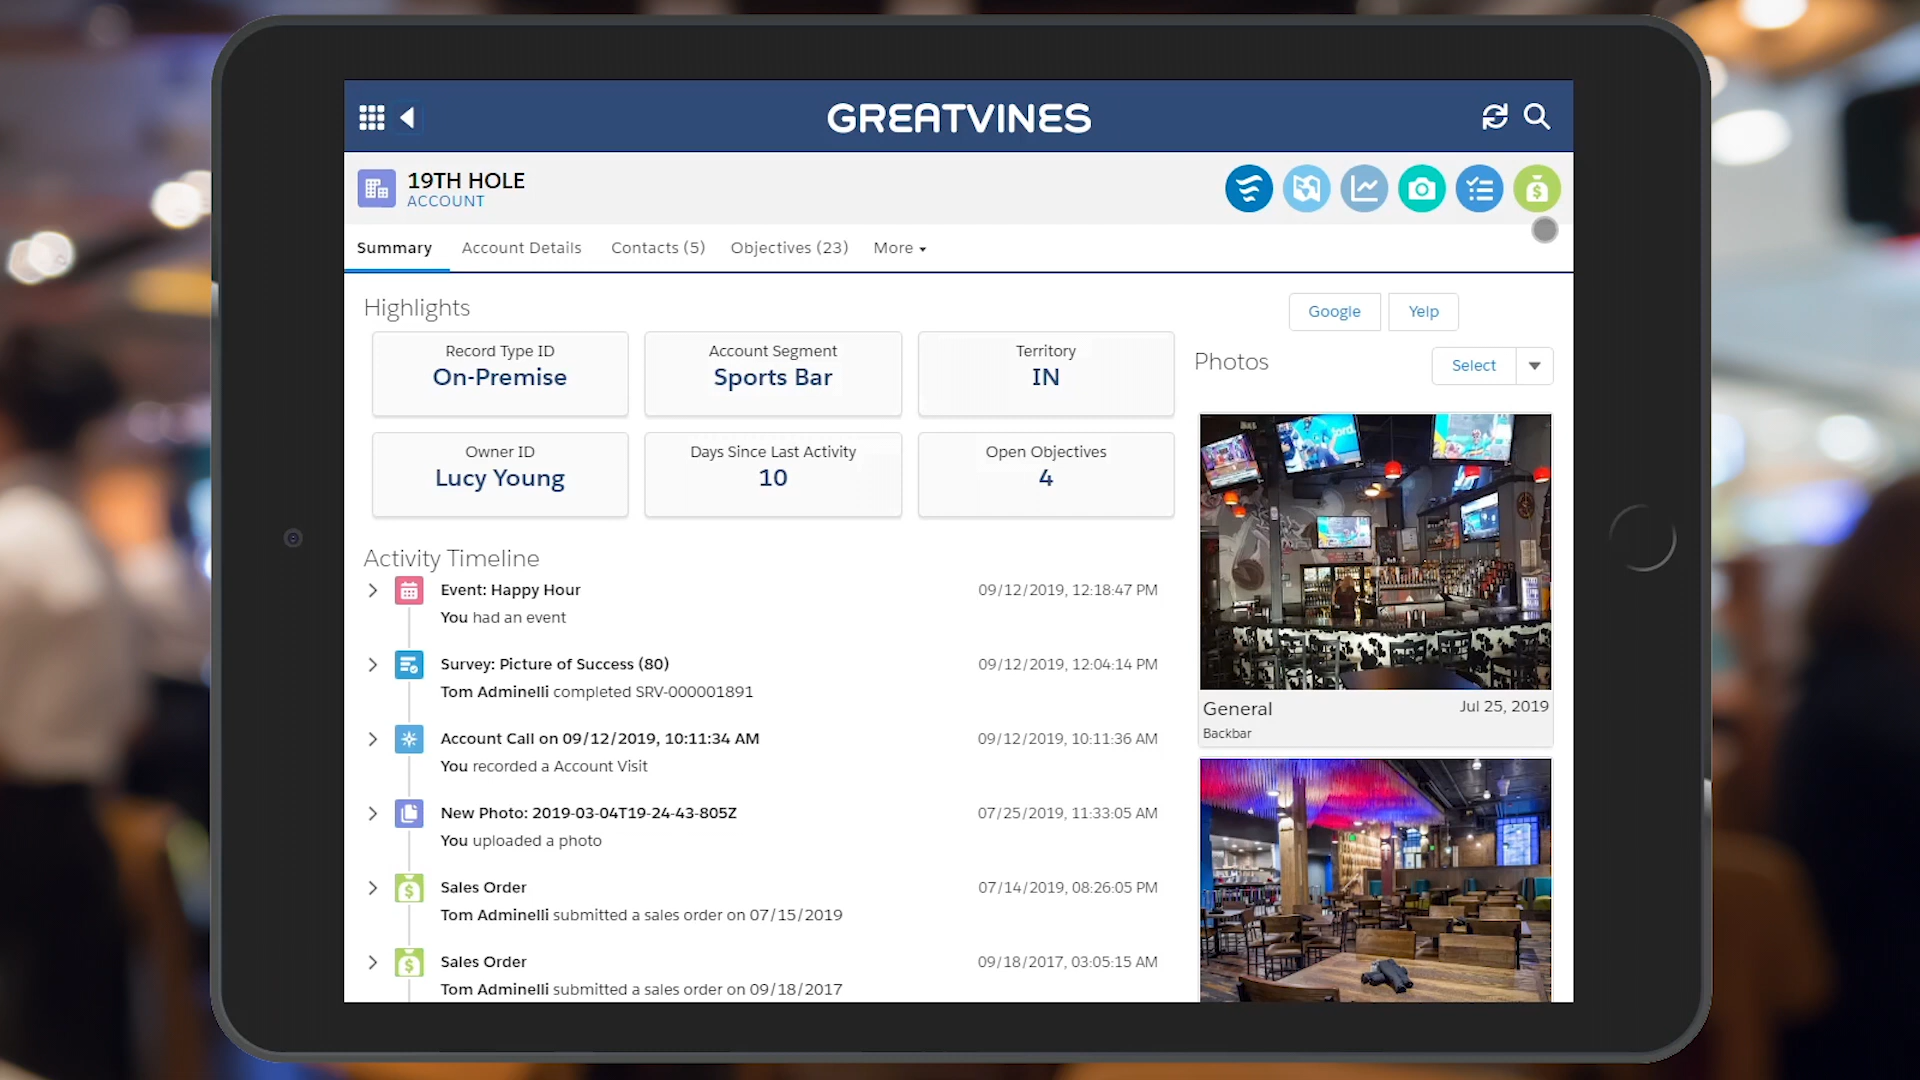 GREATVINES
19TH HOLE
ACCOUNT
Summary
Account Details
Contacts (5)
Objectives (23)
More
Highlights
Record Type ID
On-Premise
Account Segment
Sports Bar
Territory
IN
Owner ID
Lucy Young
Days Since Last Activity
10
Open Objectives
4
Activity Timeline
Event: Happy Hour
09/12/2019, 12:18:47 PM
You had an event
Survey: Picture of Success (80)
09/12/2019, 12:04:14 PM
Tom Adminelli completed SRV-000001891
Account Call on 09/12/2019, 10:11:34 AM
09/12/2019, 10:11:36 AM
You recorded a Account Visit
New Photo: 2019-03-04T19-24-43-805Z
07/25/2019, 11:33:05 AM
You uploaded a photo
Sales Order
07/14/2019, 08:26:05 PM
Tom Adminelli submitted a sales order on 07/15/2019
Sales Order
09/18/2017, 03:05:15 AM
Tom Adminelli submitted a sales order on 09/18/2017
Google
Yelp
Photos
Select
General
Jul 25, 2019
Backbar